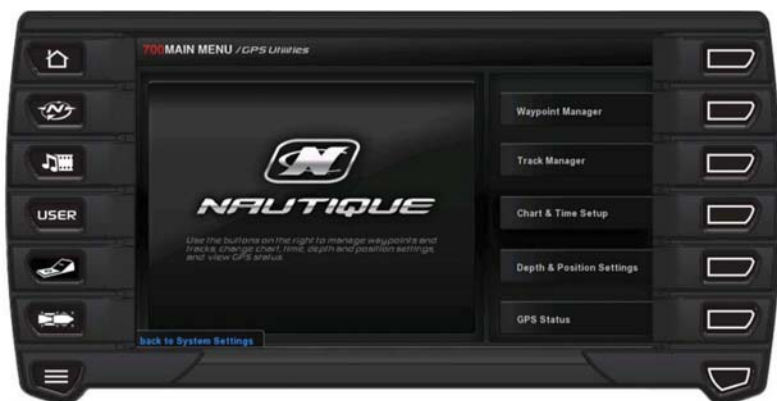 700MAIN MENU /GPS Utilities
Waypoint Manager
Track Manager
USER
NAUTIQUE
Chart & Time Setup
Use the buttons on the right to manage waypoints and
tracks, change chart, time, depth and position settings,
and view GPS status.
Depth & Position Settings
GPS Status
back to System Settings